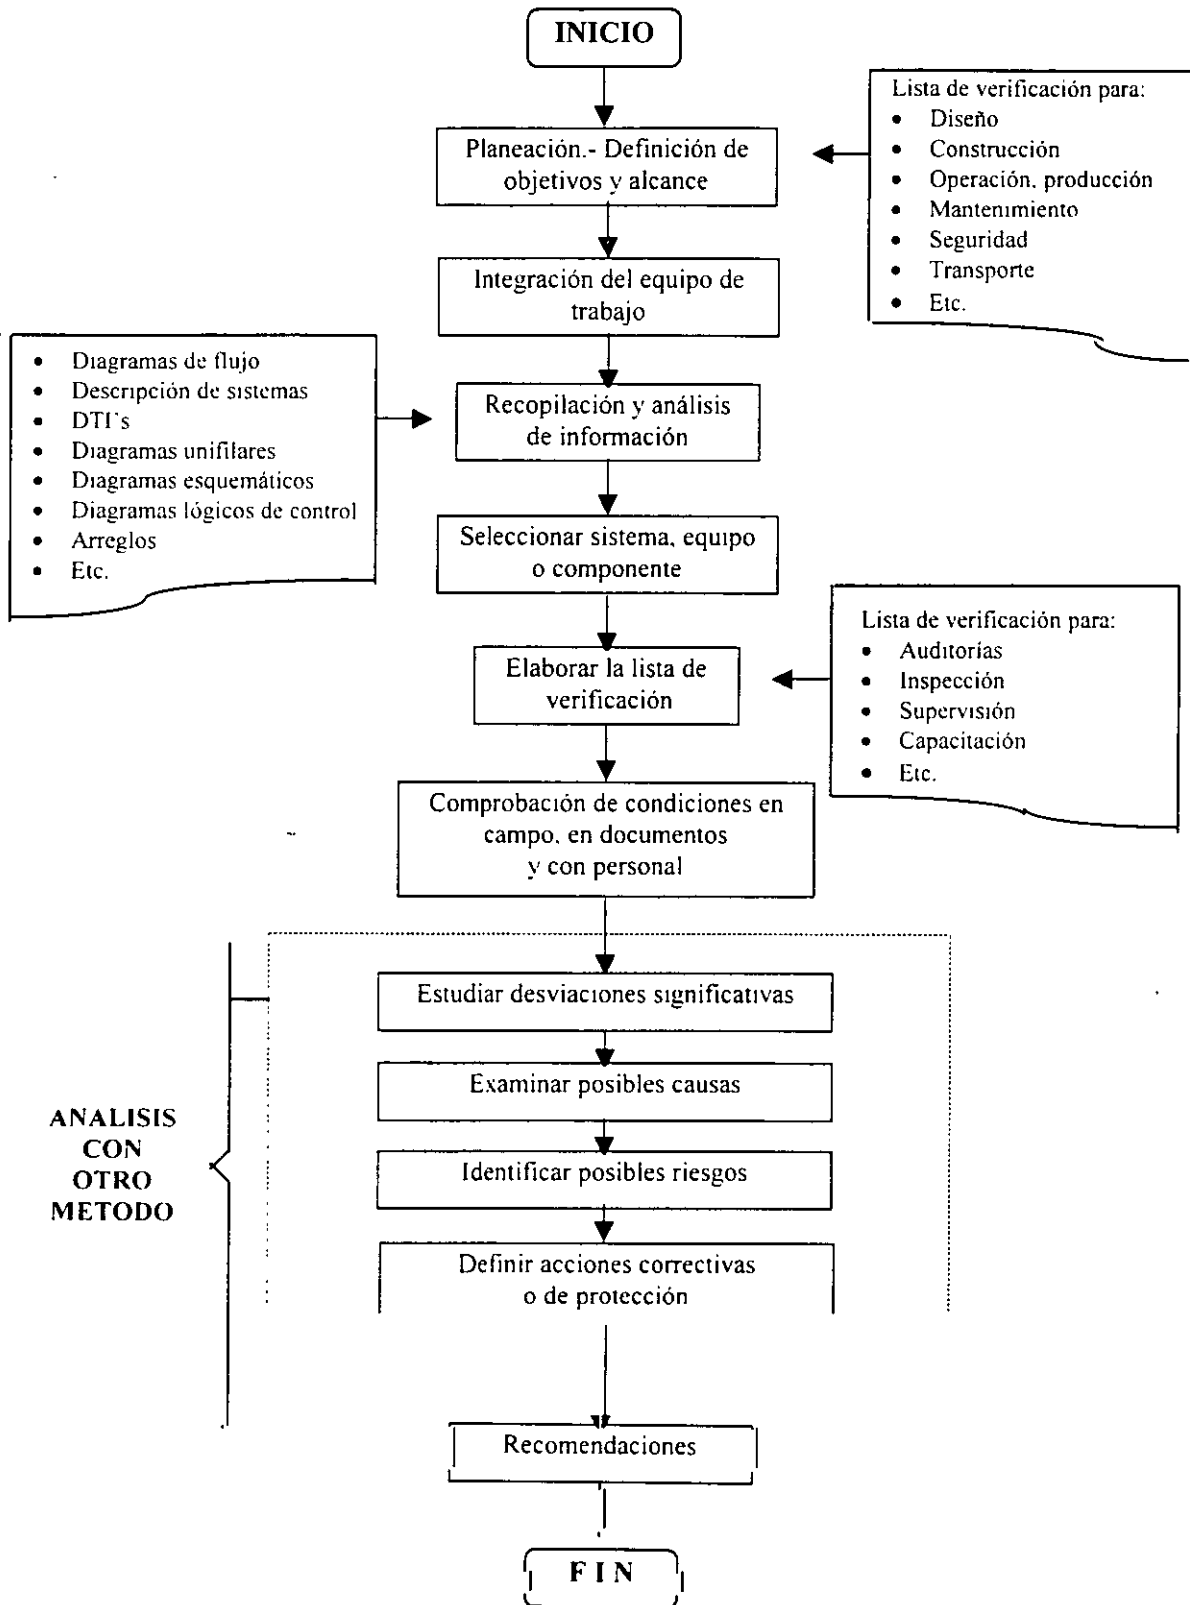 INICIO
Planeación.- Definición de
objetivos y alcance
Lista de verificación para:
• Diseño
• Construcción
• Operación, producción
• Mantenimiento
• Seguridad
• Transporte
• Etc.
Integración del equipo de
trabajo
• Diagramas de flujo
• Descripción de sistemas
• DTI's
• Diagramas unifilares
• Diagramas esquemáticos
• Diagramas lógicos de control
• Arreglos
• Etc.
Recopilación y análisis
de información
Seleccionar sistema, equipo
o componente
Elaborar la lista de
verificación
Lista de verificación para:
• Auditorías
• Inspección
• Supervisión
• Capacitación
• Etc.
Comprobación de condiciones en
campo, en documentos
y con personal
Estudiar desviaciones significativas
Examinar posibles causas
Identificar posibles riesgos
Definir acciones correctivas
o de protección
ANALISIS
CON
OTRO
METODO
Recomendaciones
F I N